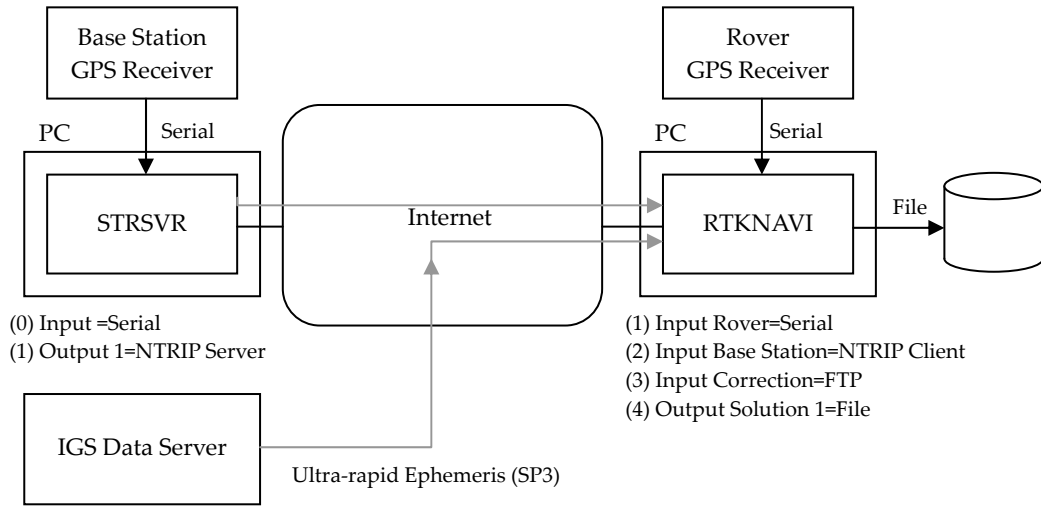 Base Station
GPS Receiver
Rover
GPS Receiver
PC
Serial
PC
Serial
STRSVR
Internet
RTKNAVI
File
(0) Input =Serial
(1) Output 1=NTRIP Server
(1) Input Rover=Serial
(2) Input Base Station=NTRIP Client
(3) Input Correction=FTP
(4) Output Solution 1=File
IGS Data Server
Ultra-rapid Ephemeris (SP3)